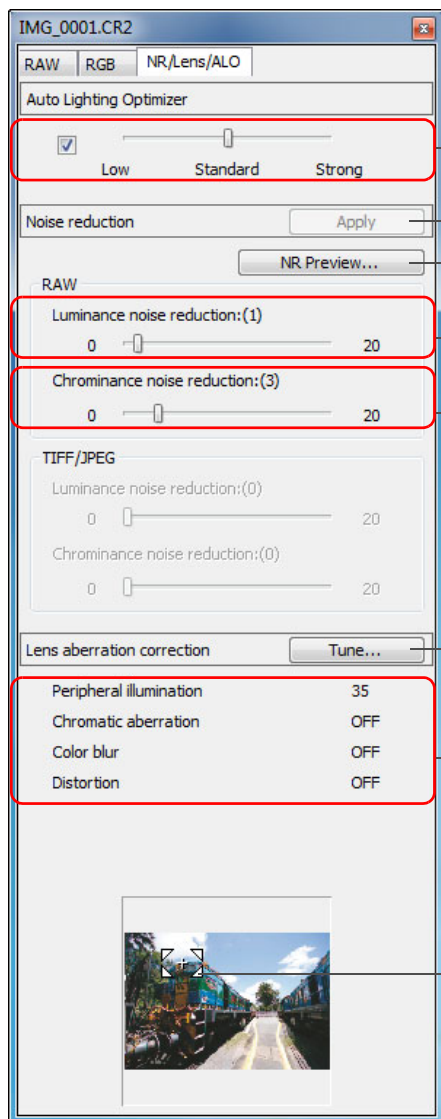 IMG_0001.CR2
RAW RGB NR/Lens/ALO
Auto Lighting Optimizer
Low Standard Strong
Noise reduction Apply
NR Preview...
RAW
Luminance noise reduction:(1)
0 20
Chrominance noise reduction:(3)
0 20
TIFF/JPEG
Luminance noise reduction:(0)
0 20
Chrominance noise reduction:(0)
0 20
Lens aberration correction Tune...
Peripheral illumination 35
Chromatic aberration OFF
Color blur OFF
Distortion OFF